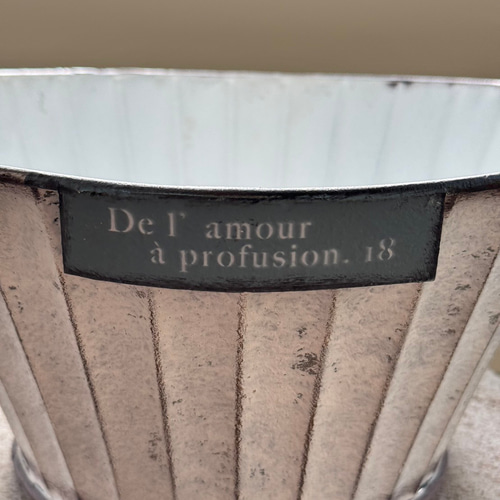 De l' amour
à profusion. 18